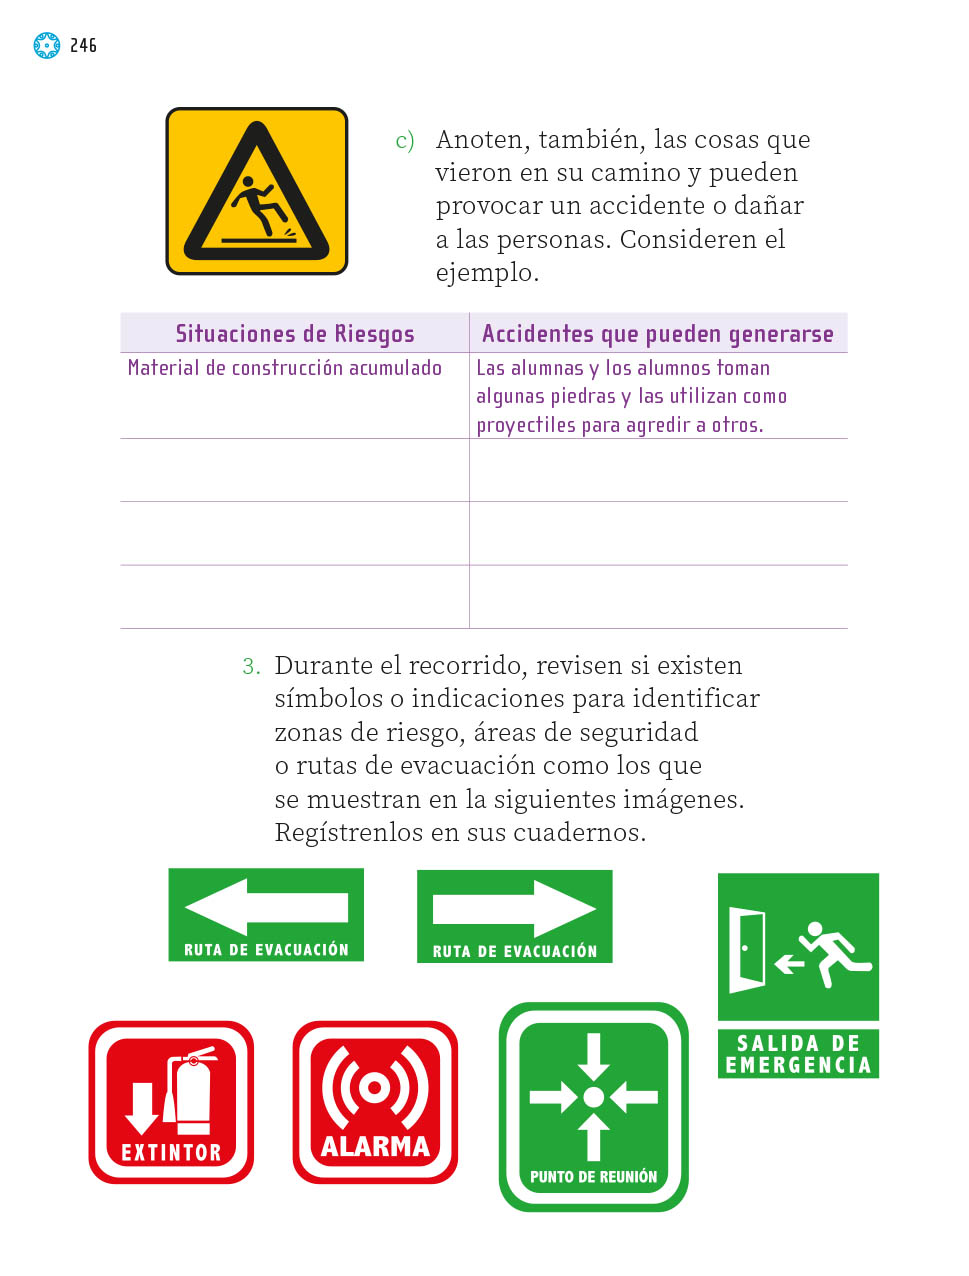 246
c) Anoten, también, las cosas que
vieron en su camino y pueden
provocar un accidente o dañar
a las personas. Consideren el
ejemplo.
Situaciones de Riesgos
Accidentes que pueden generarse
Material de construcción acumulado
Las alumnas y los alumnos toman
algunas piedras y las utilizan como
proyectiles para agredir a otros.
3. Durante el recorrido, revisen si existen
símbolos o indicaciones para identificar
zonas de riesgo, áreas de seguridad
o rutas de evacuación como los que
se muestran en la siguientes imágenes.
Regístrenlos en sus cuadernos.
RUTA DE EVACUACIÓN
RUTA DE EVACUACIÓN
SALIDA DE
EMERGENCIA
EXTINTOR
ALARMA
PUNTO DE REUNIÓN